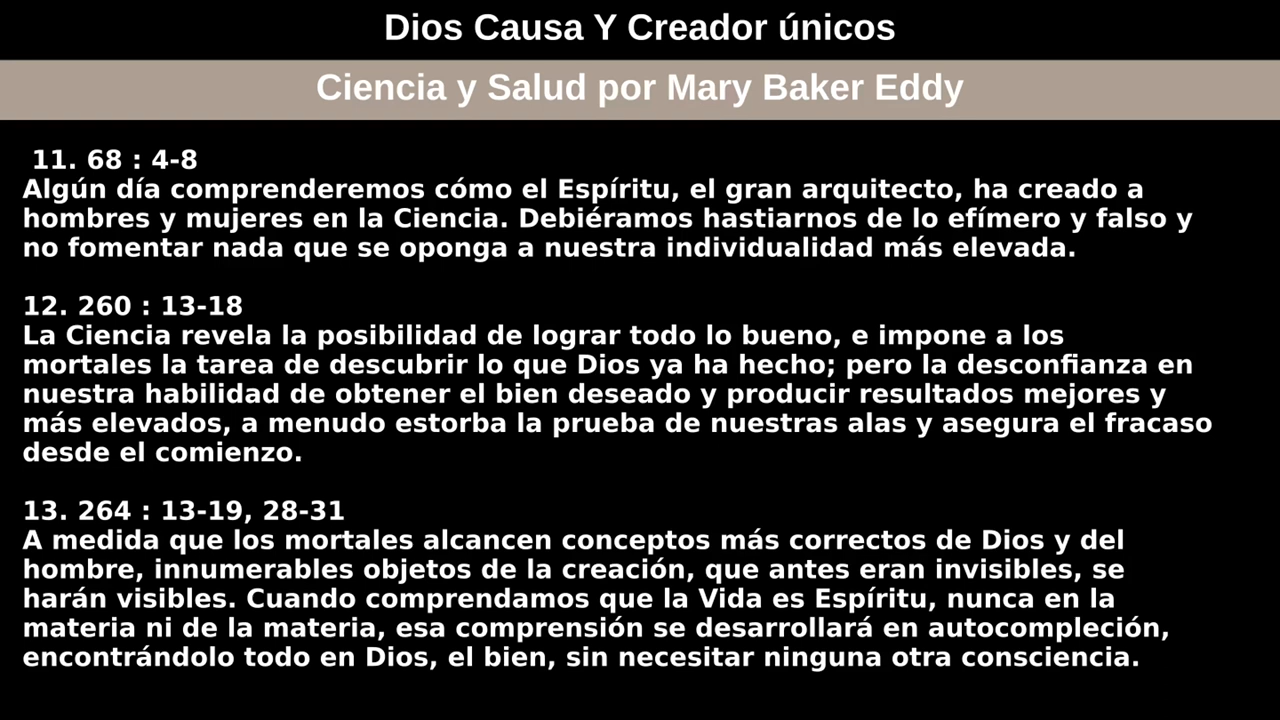 Dios Causa Y Creador únicos
Ciencia y Salud por Mary Baker Eddy
11. 68 : 4-8
Algún día comprenderemos cómo el Espíritu, el gran arquitecto, ha creado a
hombres y mujeres en la Ciencia. Debiéramos hastiarnos de lo efímero y falso y
no fomentar nada que se oponga a nuestra individualidad más elevada.
12. 260 : 13-18
La Ciencia revela la posibilidad de lograr todo lo bueno, e impone a los
mortales la tarea de descubrir lo que Dios ya ha hecho; pero la desconfianza en
nuestra habilidad de obtener el bien deseado y producir resultados mejores y
más elevados, a menudo estorba la prueba de nuestras alas y asegura el fracaso
desde el comienzo.
13. 264 : 13-19, 28-31
A medida que los mortales alcancen conceptos más correctos de Dios y del
hombre, innumerables objetos de la creación, que antes eran invisibles, se
harán visibles. Cuando comprendamos que la Vida es Espíritu, nunca en la
materia ni de la materia, esa comprensión se desarrollará en autocompleción,
encontrándolo todo en Dios, el bien, sin necesitar ninguna otra consciencia.